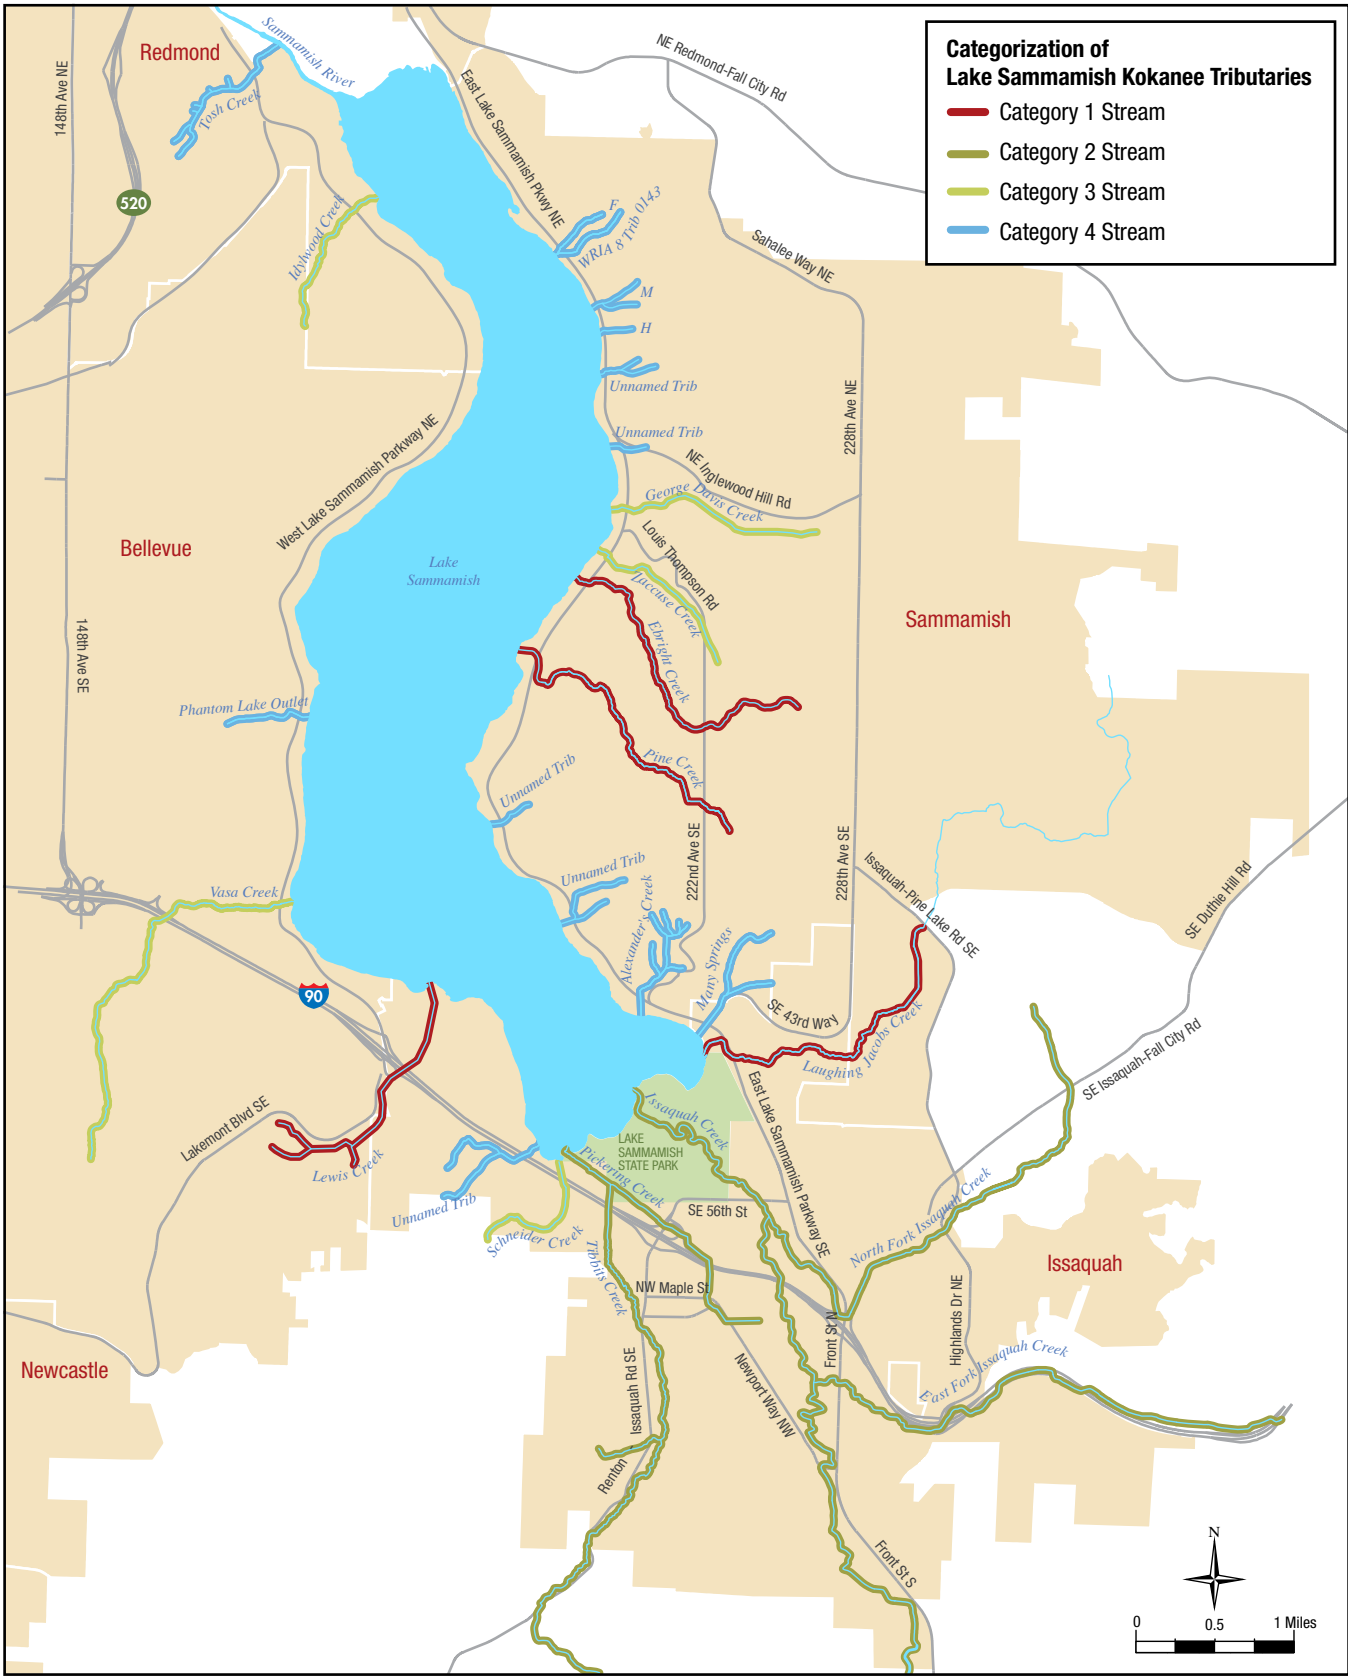 Categorization of
Lake Sammamish Kokanee Tributaries
Category 1 Stream
Category 2 Stream
Category 3 Stream
Category 4 Stream
Redmond
Sammamish River
Tosh Creek
148th Ave NE
520
East Lake Sammamish Pkwy NE
NE Redmond-Fall City Rd
Idylwood Creek
F
WRIA 8 Trib 0143
Sahalee Way NE
M
H
Unnamed Trib
228th Ave NE
West Lake Sammamish Parkway NE
Unnamed Trib
NE Inglewood Hill Rd
George Davis Creek
Bellevue
Lake
Sammamish
Louis Thompson Rd
Zaccuse Creek
Ebright Creek
Sammamish
148th Ave SE
Phantom Lake Outlet
Pine Creek
Unnamed Trib
222nd Ave SE
228th Ave SE
Issaquah-Pine Lake Rd SE
SE Duthie Hill Rd
Vasa Creek
Unnamed Trib
Alexander's Creek
Many Springs
90
SE 43rd Way
Laughing Jacobs Creek
SE Issaquah-Fall City Rd
Lakemont Blvd SE
Lewis Creek
Issaquah Creek
LAKE
SAMMAMISH
STATE PARK
East Lake Sammamish Parkway SE
Pickering Creek
Unnamed Trib
Schneider Creek
SE 56th St
North Fork Issaquah Creek
Tibbits Creek
Issaquah
NW Maple St
Front St N
Highlands Dr NE
Newcastle
East Fork Issaquah Creek
Newport Way NW
Renton
Issaquah Rd SE
Front St S
N
0
0.5
1 Miles